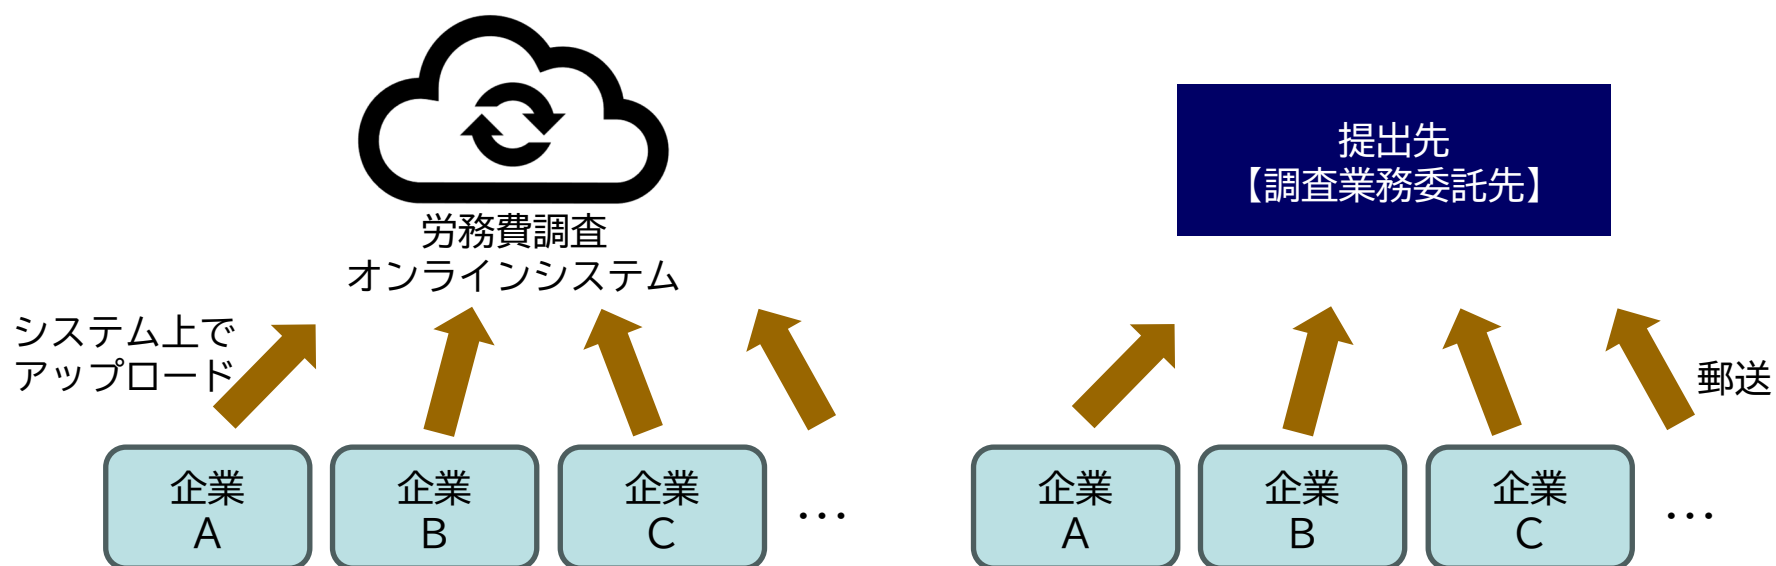 労務費調査
オンラインシステム
システム上で
アップロード
企業
A
企業
B
企業
C
…
提出先
【調査業務委託先】
郵送
企業
A
企業
B
企業
C
…